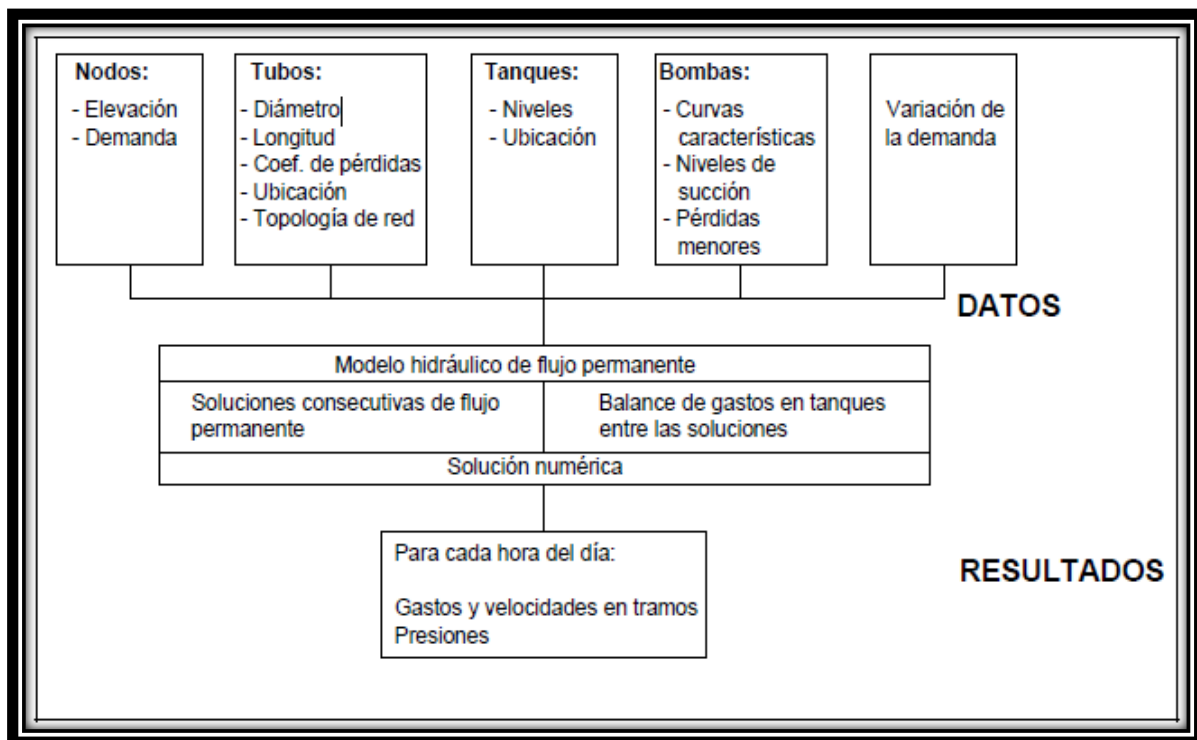 Nodos:
- Elevación
- Demanda
Tubos:
- Diámetro
- Longitud
- Coef. de pérdidas
- Ubicación
- Topología de red
Tanques:
- Niveles
- Ubicación
Bombas:
- Curvas
características
- Niveles de
succión
- Pérdidas
menores
Variación de
la demanda
DATOS
Modelo hidráulico de flujo permanente
Soluciones consecutivas de flujo
permanente
Balance de gastos en tanques
entre las soluciones
Solución numérica
Para cada hora del día:
Gastos y velocidades en tramos
Presiones
RESULTADOS